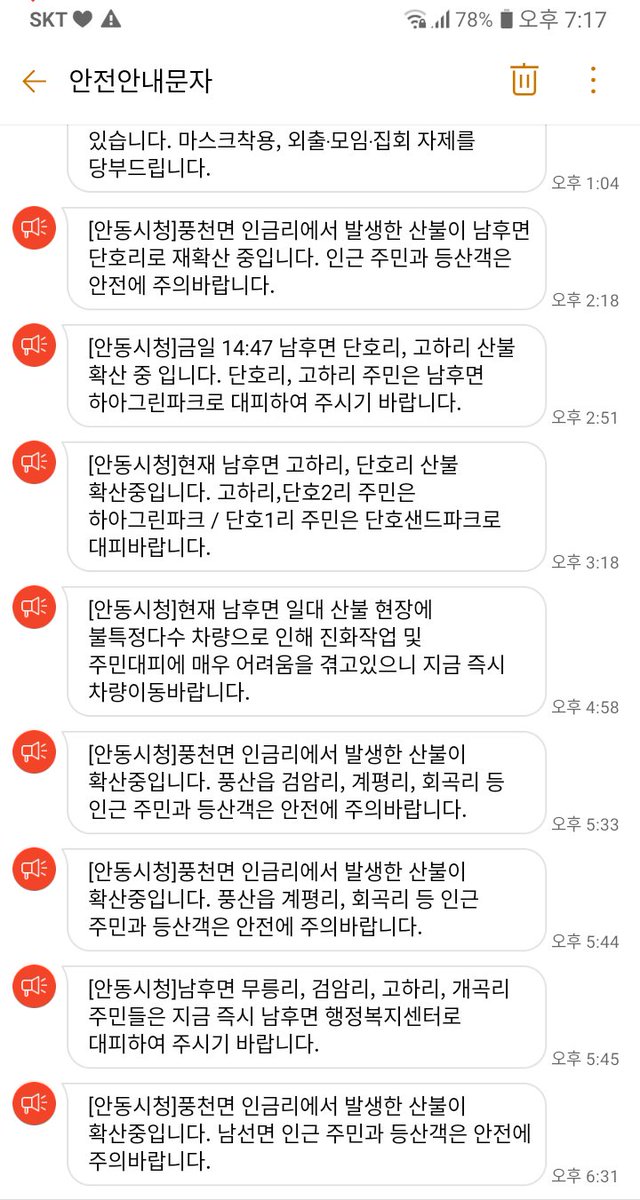 SKT
78%
오후 7:17
안전안내문자
있습니다. 마스크착용, 외출·모임·집회 자제를
당부드립니다.
오후 1:04
[안동시청]풍천면 인금리에서 발생한 산불이 남후면
단호리로 재확산 중입니다. 인근 주민과 등산객은
안전에 주의바랍니다.
오후 2:18
[안동시청]금일 14:47 남후면 단호리, 고하리 산불
확산 중 입니다. 단호리, 고하리 주민은 남후면
하아그린파크로 대피하여 주시기 바랍니다.
오후 2:51
[안동시청]현재 남후면 고하리, 단호리 산불
확산중입니다. 고하리,단호2리 주민은
하아그린파크 / 단호1리 주민은 단호샌드파크로
대피바랍니다.
오후 3:18
[안동시청]현재 남후면 일대 산불 현장에
불특정다수 차량으로 인해 진화작업 및
주민대피에 매우 어려움을 겪고있으니 지금 즉시
차량이동바랍니다.
오후 4:58
[안동시청]풍천면 인금리에서 발생한 산불이
확산중입니다. 풍산읍 검암리, 계평리, 회곡리 등
인근 주민과 등산객은 안전에 주의바랍니다.
오후 5:33
[안동시청]풍천면 인금리에서 발생한 산불이
확산중입니다. 풍산읍 계평리, 회곡리 등 인근
주민과 등산객은 안전에 주의바랍니다.
오후 5:44
[안동시청]남후면 무릉리, 검암리, 고하리, 개곡리
주민들은 지금 즉시 남후면 행정복지센터로
대피하여 주시기 바랍니다.
오후 5:45
[안동시청]풍천면 인금리에서 발생한 산불이
확산중입니다. 남선면 인근 주민과 등산객은 안전에
주의바랍니다.
오후 6:31